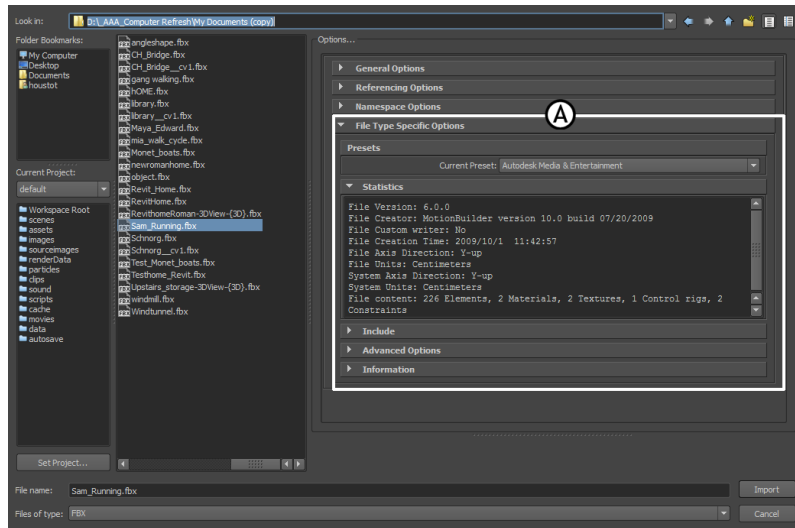 Look in:
D:\_AAA_Computer Refresh\My Documents (copy)
Folder Bookmarks:
My Computer
Desktop
Documents
houstot
Current Project:
default
Workspace Root
scenes
assets
images
sourceimages
renderData
particles
clips
sound
scripts
cache
movies
data
autosave
Set Project...
angleshape.fbx
CH_Bridge.fbx
CH_Bridge__cv1.fbx
gang walking.fbx
hOME.fbx
library.fbx
library__cv1.fbx
Maya_Edward.fbx
mia_walk_cycle.fbx
Monet_boats.fbx
newromanhome.fbx
object.fbx
Revit_Home.fbx
RevitHome.fbx
RevithomeRoman-3DView-{3D}.fbx
Sam_Running.fbx
Schnorg.fbx
Schnorg__cv1.fbx
Test_Monet_boats.fbx
Testhome_Revit.fbx
Upstairs_storage-3DView-{3D}.fbx
windmill.fbx
Windtunnel.fbx
Options...
General Options
Referencing Options
Namespace Options
A
File Type Specific Options
Presets
Current Preset: Autodesk Media & Entertainment
Statistics
File Version: 6.0.0
File Creator: MotionBuilder version 10.0 build 07/20/2009
File Custom writer: No
File Creation Time: 2009/10/1 11:42:57
File Axis Direction: Y-up
File Units: Centimeters
System Axis Direction: Y-up
System Units: Centimeters
File content: 226 Elements, 2 Materials, 2 Textures, 1 Control rigs, 2
Constraints
Include
Advanced Options
Information
File name: Sam_Running.fbx
Import
Files of type: FBX
Cancel